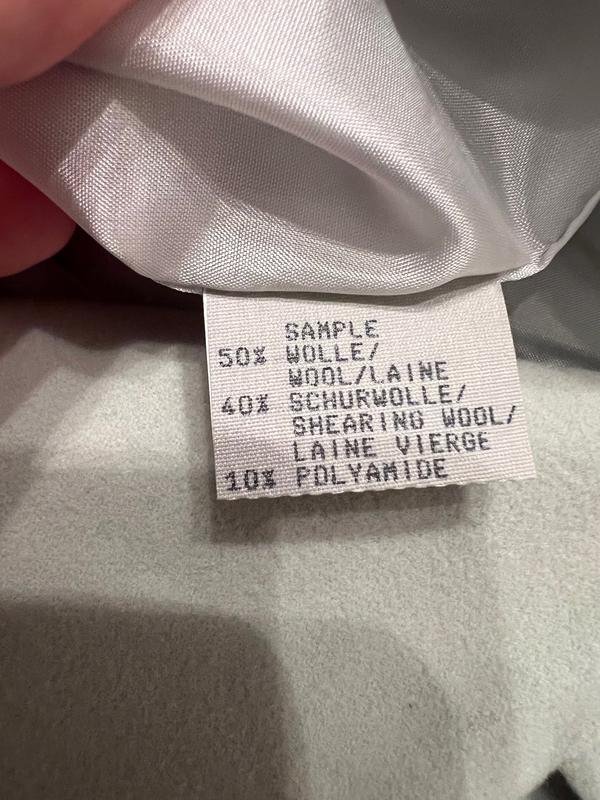 SAMPLE
50% WOLLE/
WOOL/LAINE
40% SCHURWOLLE/
SHEARING WOOL/
LAINE VIERGE
10% POLYAMIDE